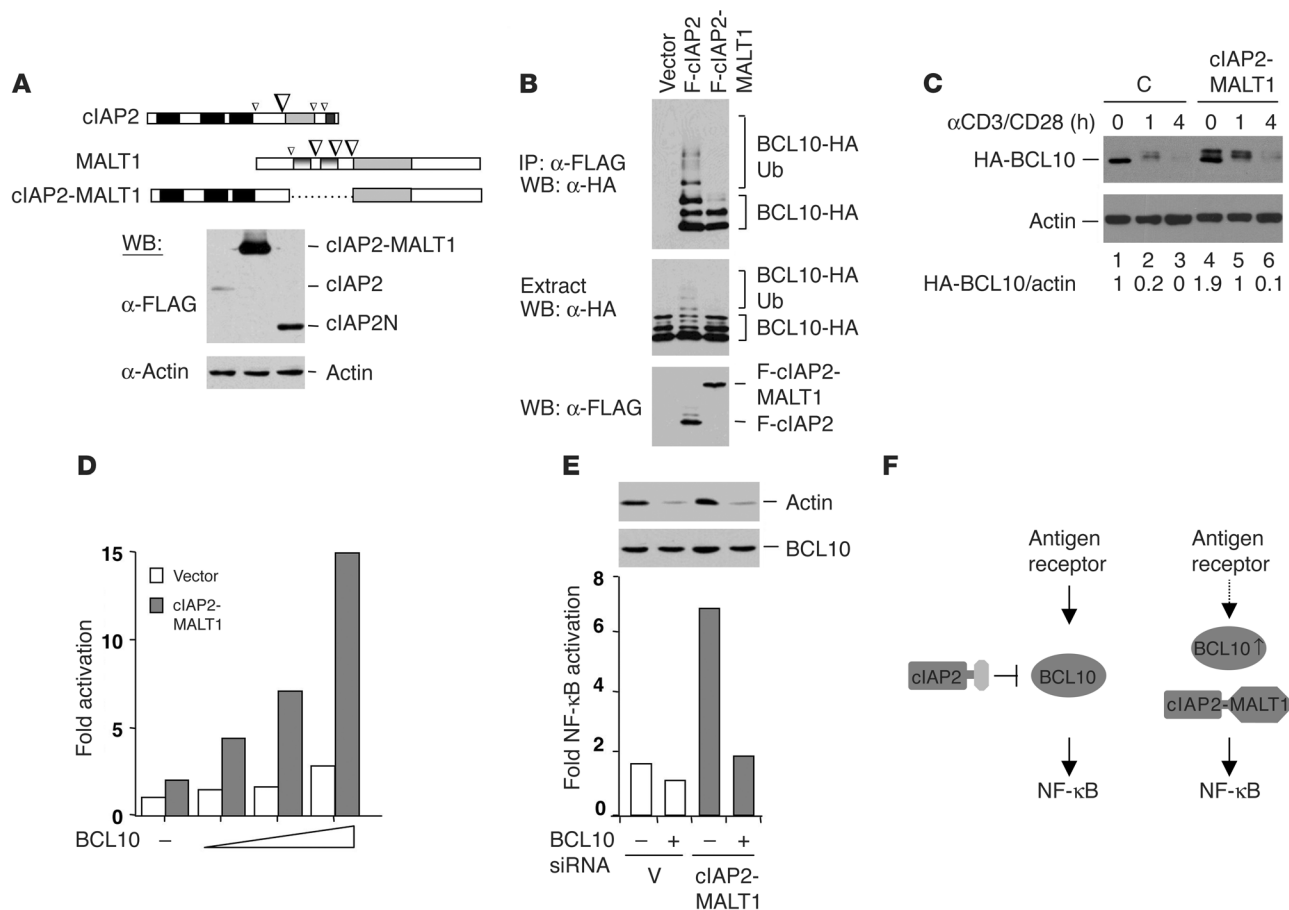 A
cIAP2
MALT1
cIAP2-MALT1
WB:
α-FLAG
cIAP2-MALT1
cIAP2
cIAP2N
α-Actin
Actin
B
Vector
F-cIAP2
F-cIAP2-
MALT1
IP: α-FLAG
WB: α-HA
BCL10-HA
Ub
BCL10-HA
Extract
WB: α-HA
BCL10-HA
Ub
BCL10-HA
WB: α-FLAG
F-cIAP2-
MALT1
F-cIAP2
C
C
cIAP2-
MALT1
αCD3/CD28 (h)
0 1 4 0 1 4
HA-BCL10
Actin
1 2 3 4 5 6
HA-BCL10/actin 1 0.2 0 1.9 1 0.1
D
Fold activation
15
10
5
0
Vector
cIAP2-
MALT1
BCL10 –
E
Actin
BCL10
Fold NF-κB activation
8
6
4
2
0
BCL10 – + – +
siRNA
V
cIAP2-
MALT1
F
Antigen
receptor
cIAP2
BCL10
NF-κB
Antigen
receptor
BCL10↑
cIAP2-MALT1
NF-κB